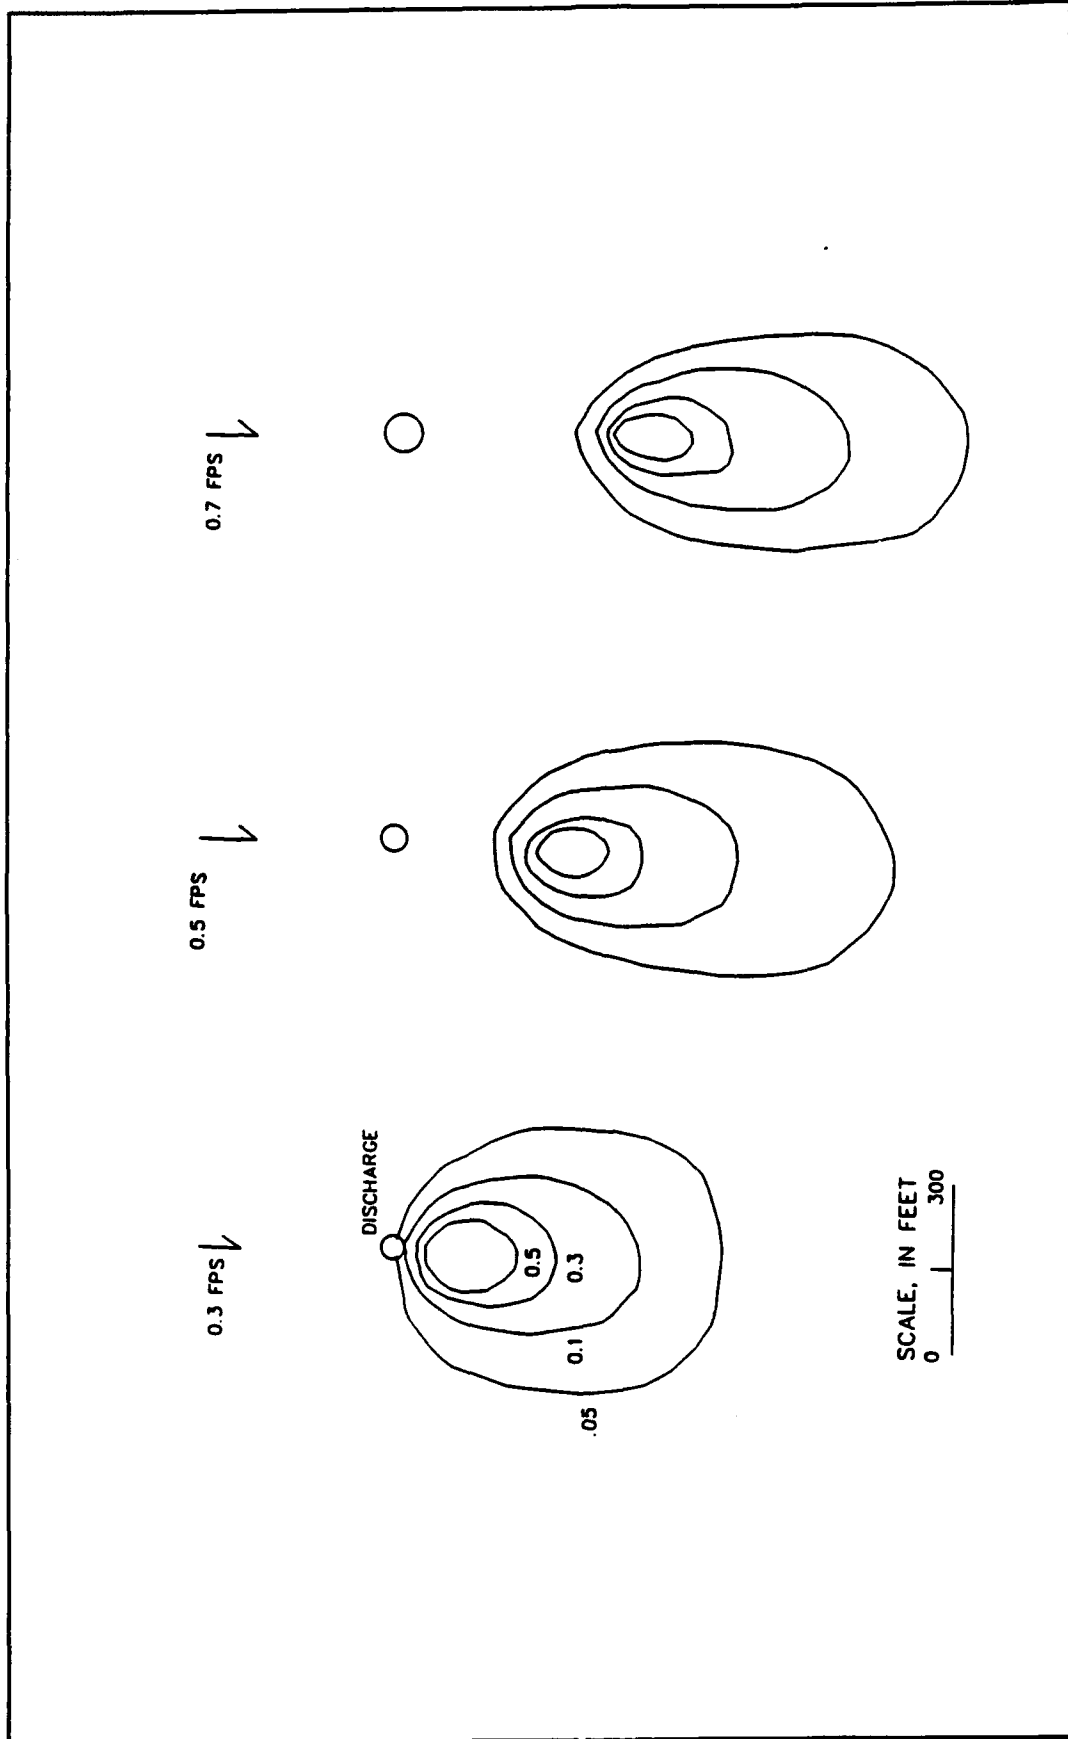 0.3 FPS
0.5 FPS
0.7 FPS
DISCHARGE
0.5
0.3
0.1
.05
SCALE, IN FEET
0 300